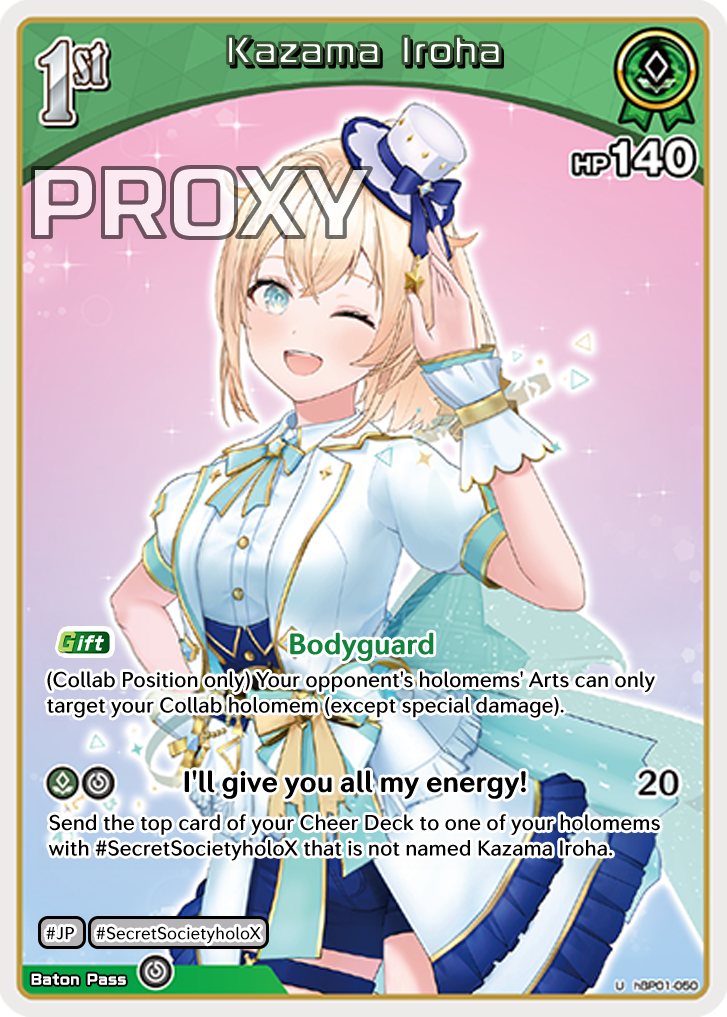 1st
Kazama Iroha
HP140
PROXY
Gift
Bodyguard
(Collab Position only) Your opponent's holomems' Arts can only
target your Collab holomem (except special damage).
I'll give you all my energy!
20
Send the top card of your Cheer Deck to one of your holomems
with #SecretSocietyholoX that is not named Kazama Iroha.
#JP
#SecretSocietyholoX
Baton Pass
U hBP01-050